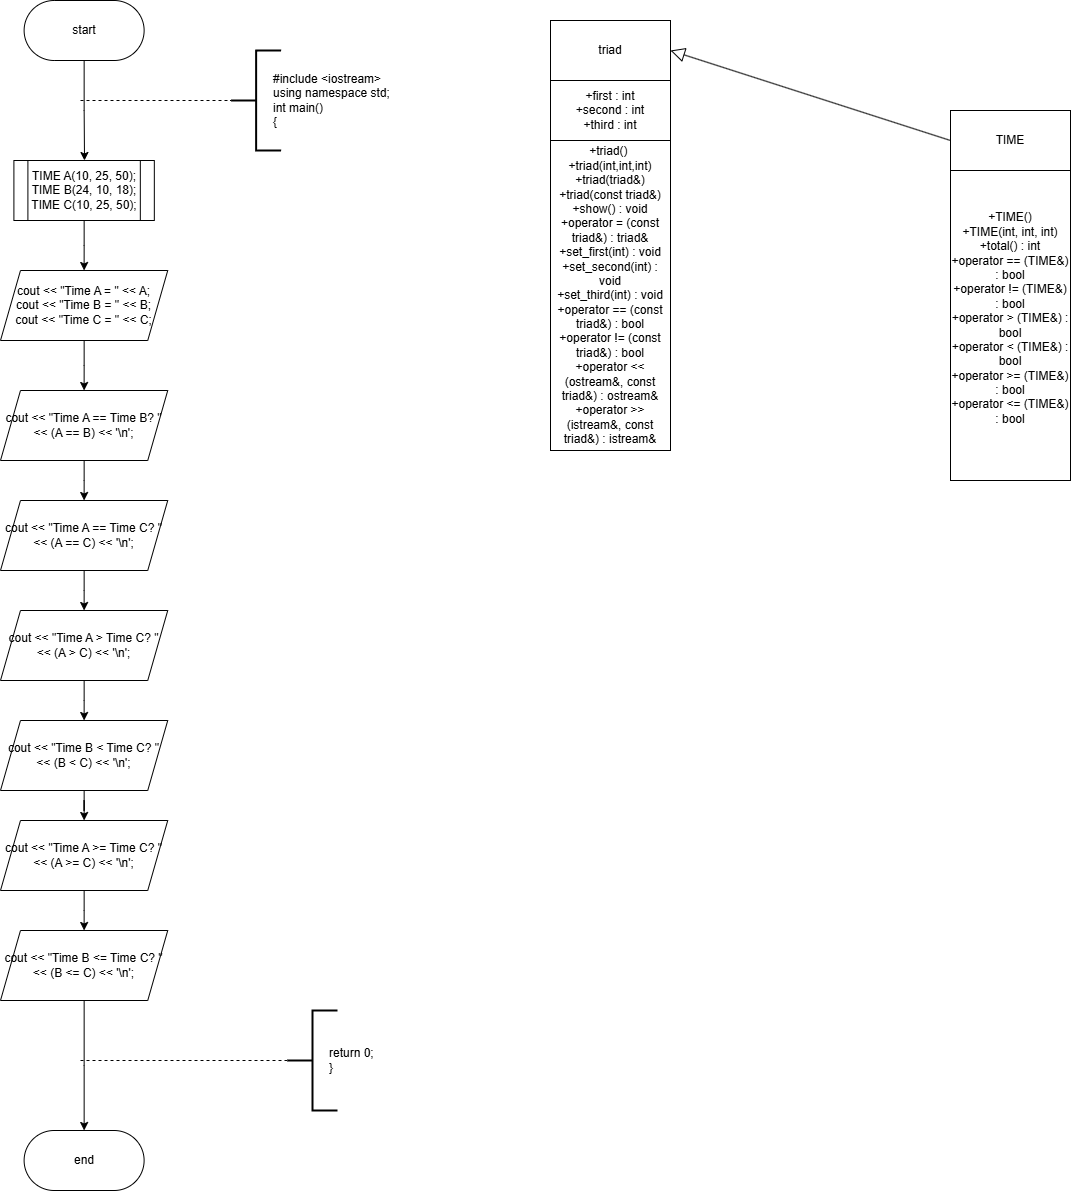 start
#include <iostream>
using namespace std;
int main()
{
TIME A(10, 25, 50);
TIME B(24, 10, 18);
TIME C(10, 25, 50);
cout << "Time A = " << A;
cout << "Time B = " << B;
cout << "Time C = " << C;
cout << "Time A == Time B? "
<< (A == B) << '\n';
cout << "Time A == Time C? "
<< (A == C) << '\n';
cout << "Time A > Time C? "
<< (A > C) << '\n';
cout << "Time B < Time C? "
<< (B < C) << '\n';
cout << "Time A >= Time C? "
<< (A >= C) << '\n';
cout << "Time B <= Time C? "
<< (B <= C) << '\n';
return 0;
}
end
triad
+first : int
+second : int
+third : int
+triad()
+triad(int,int,int)
+triad(triad&)
+triad(const triad&)
+show() : void
+operator = (const
triad&) : triad&
+set_first(int) : void
+set_second(int) :
void
+set_third(int) : void
+operator == (const
triad&) : bool
+operator != (const
triad&) : bool
+operator <<
(ostream&, const
triad&) : ostream&
+operator >>
(istream&, const
triad&) : istream&
TIME
+TIME()
+TIME(int, int, int)
+total() : int
+operator == (TIME&)
: bool
+operator != (TIME&)
: bool
+operator > (TIME&) :
bool
+operator < (TIME&) :
bool
+operator >= (TIME&)
: bool
+operator <= (TIME&)
: bool